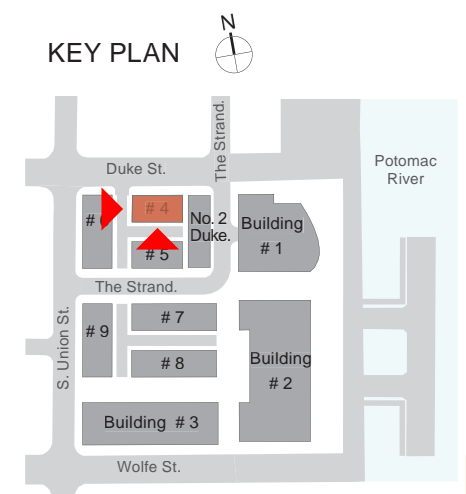 N
KEY PLAN
The Strand.
Duke St.
Potomac
River
# 4
#
No. 2
Duke.
Building
# 1
# 5
The Strand.
S. Union St.
# 9
# 7
# 8
Building
# 2
Building # 3
Wolfe St.